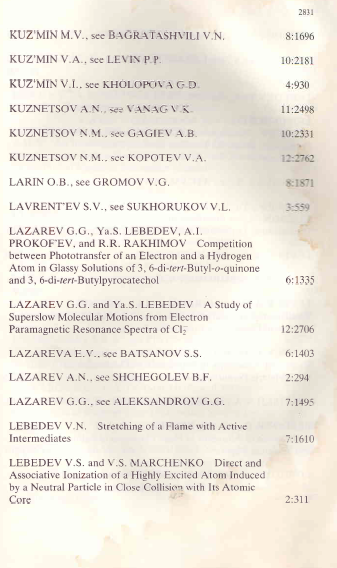 2831
KUZ'MIN M.V., see BAGRATASHVILI V.N. 8:1696
KUZ'MIN V.A., see LEVIN P.P. 10:2181
KUZ'MIN V.I., see KHOLOPOVA G.D. 4:930
KUZNETSOV A.N., see VANAG V.K. 11:2498
KUZNETSOV N.M., see GAGIEV A.B. 10:2331
KUZNETSOV N.M., see KOPOTEV V.A. 12:2762
LARIN O.B., see GROMOV V.G. 8:1871
LAVRENT'EV S.V., see SUKHORUKOV V.L. 3:559
LAZAREV G.G., Ya.S. LEBEDEV, A.I.
PROKOF'EV, and R.R. RAKHIMOV Competition
between Phototransfer of an Electron and a Hydrogen
Atom in Glassy Solutions of 3, 6-di-tert-Butyl-o-quinone
and 3, 6-di-tert-Butylpyrocatechol 6:1335
LAZAREV G.G. and Ya.S. LEBEDEV A Study of
Superslow Molecular Motions from Electron
Paramagnetic Resonance Spectra of Cl₂⁻ 12:2706
LAZAREVA E.V., see BATSANOV S.S. 6:1403
LAZAREV A.N., see SHCHEGOLEV B.F. 2:294
LAZAREV G.G., see ALEKSANDROV G.G. 7:1495
LEBEDEV V.N. Stretching of a Flame with Active
Intermediates 7:1610
LEBEDEV V.S. and V.S. MARCHENKO Direct and
Associative Ionization of a Highly Excited Atom Induced
by a Neutral Particle in Close Collision with Its Atomic
Core 2:311